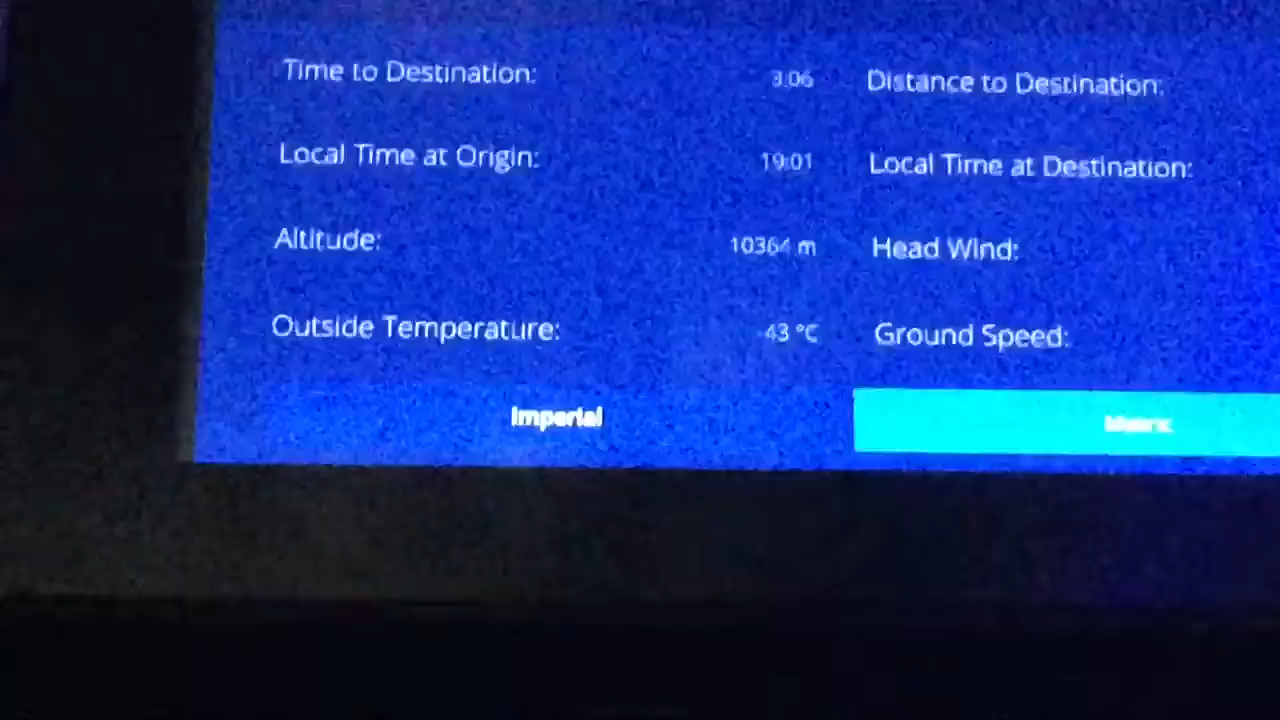 Time to Destination: 3:06 Distance to Destination:
Local Time at Origin: 19:01 Local Time at Destination:
Altitude: 10364 m Head Wind:
Outside Temperature: -43 °C Ground Speed:
Imperial Metric